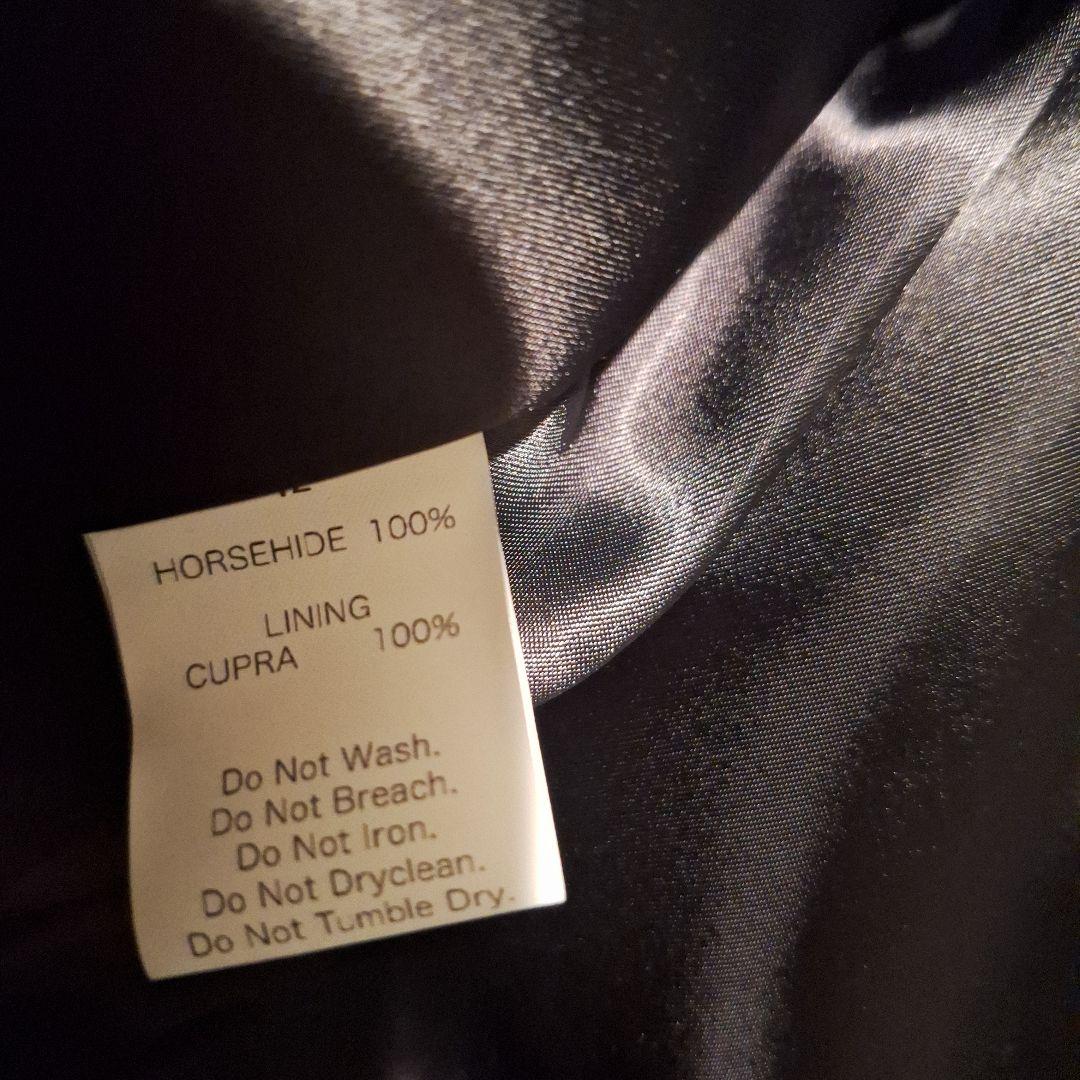 HORSEHIDE 100%
LINING
CUPRA 100%
Do Not Wash.
Do Not Breach.
Do Not Iron.
Do Not Dryclean.
Do Not Tumble Dry.